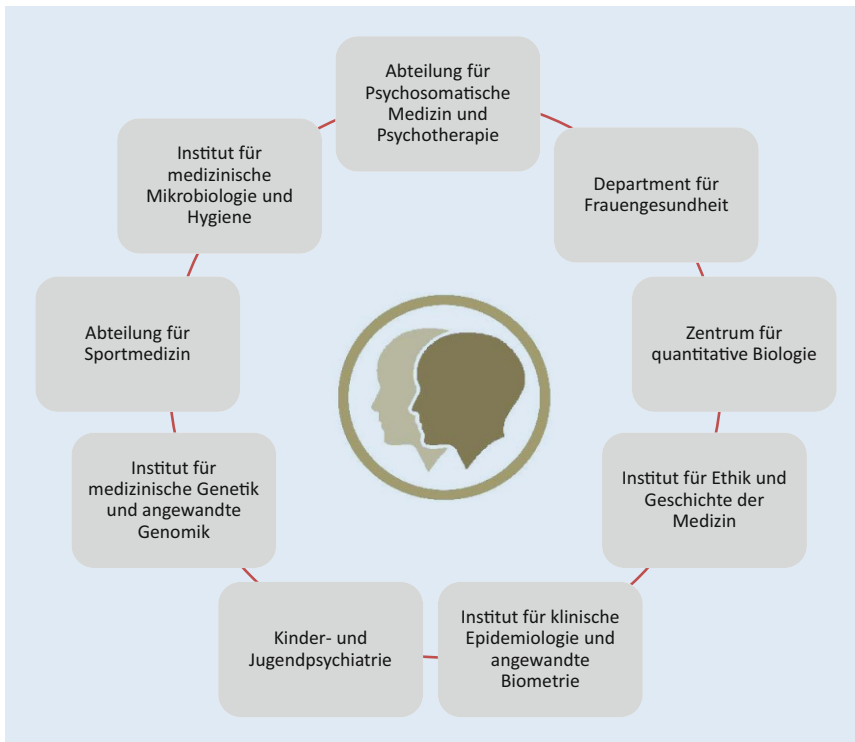 Abteilung für
Psychosomatische
Medizin und
Psychotherapie
Department für
Frauengesundheit
Zentrum für
quantitative Biologie
Institut für Ethik und
Geschichte der
Medizin
Institut für klinische
Epidemiologie und
angewandte
Biometrie
Kinder- und
Jugendpsychiatrie
Institut für
medizinische Genetik
und angewandte
Genomik
Abteilung für
Sportmedizin
Institut für
medizinische
Mikrobiologie und
Hygiene